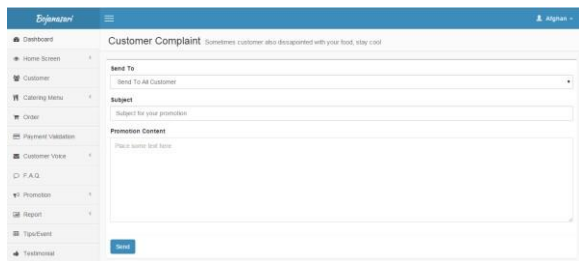 Bojanasari
Afghan
Dashboard
Home Screen
Customer
Catering Menu
Order
Payment Validation
Customer Voice
F.A.Q
Promotion
Report
Tips/Event
Testimonial
Customer Complaint Sometimes customer also dissapointed with your food, stay cool
Send To
Send To All Customer
Subject
Subject for your promotion
Promotion Content
Place some text here
Send